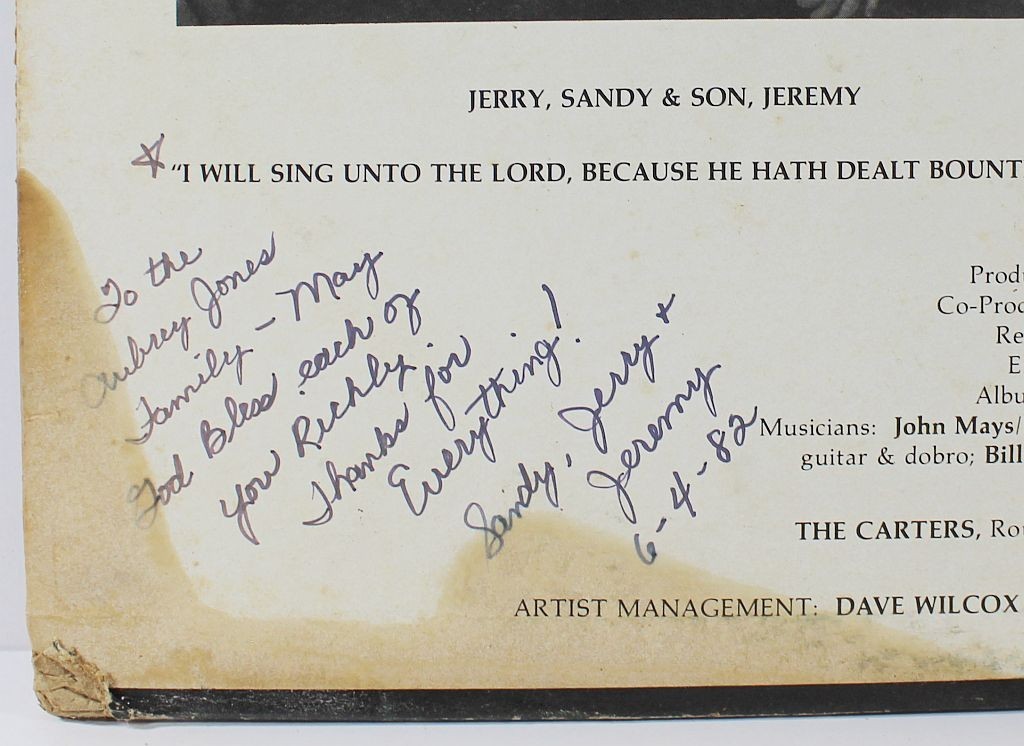 JERRY, SANDY & SON, JEREMY
"I WILL SING UNTO THE LORD, BECAUSE HE HATH DEALT BOUNT
To the
Aubrey Jones
Family - May
God Bless each of
you Richly.
Thanks for
Everything!
Sandy, Jerry +
Jeremy
6-4-82
Produ
Co-Prod
Re
E
Albu
Musicians: John Mays/
guitar & dobro; Bill
THE CARTERS, Rou
ARTIST MANAGEMENT: DAVE WILCOX